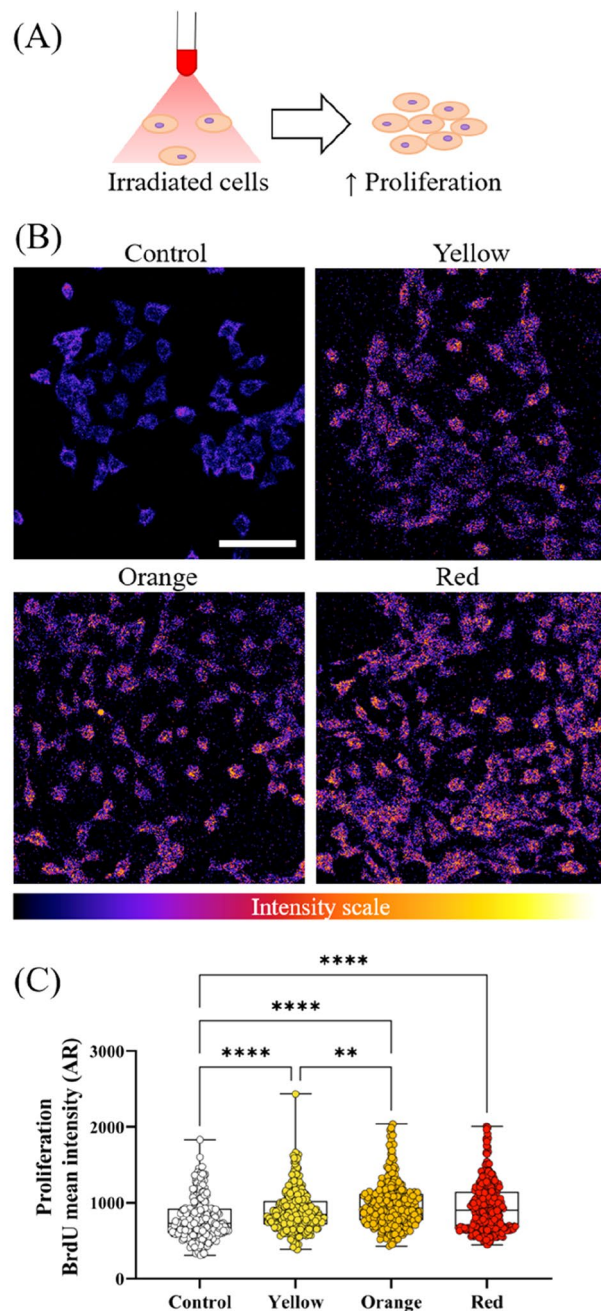 (A)
Irradiated cells
↑ Proliferation
(B)
Control
Yellow
Orange
Red
Intensity scale
(C)
****
****
****
**
Proliferation
BrdU mean intensity (AR)
3000
2000
1000
0
Control
Yellow
Orange
Red